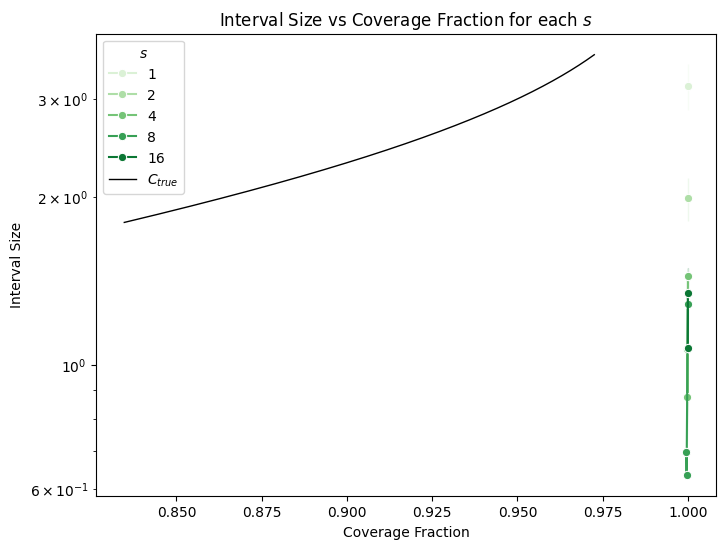 Interval Size vs Coverage Fraction for each s
s
1
2
4
8
16
C_{true}
3 × 10⁰
2 × 10⁰
10⁰
6 × 10⁻¹
Interval Size
0.850 0.875 0.900 0.925 0.950 0.975 1.000
Coverage Fraction